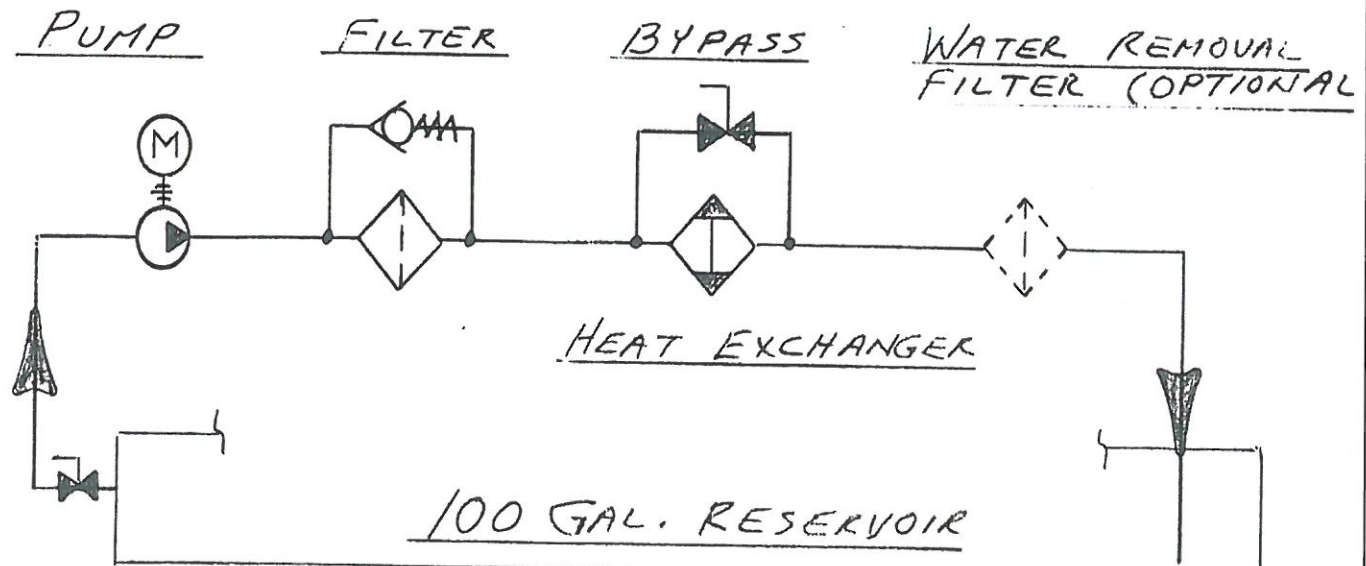 PUMP
FILTER
BYPASS
WATER REMOVAL
FILTER (OPTIONAL
M
HEAT EXCHANGER
100 GAL. RESERVOIR